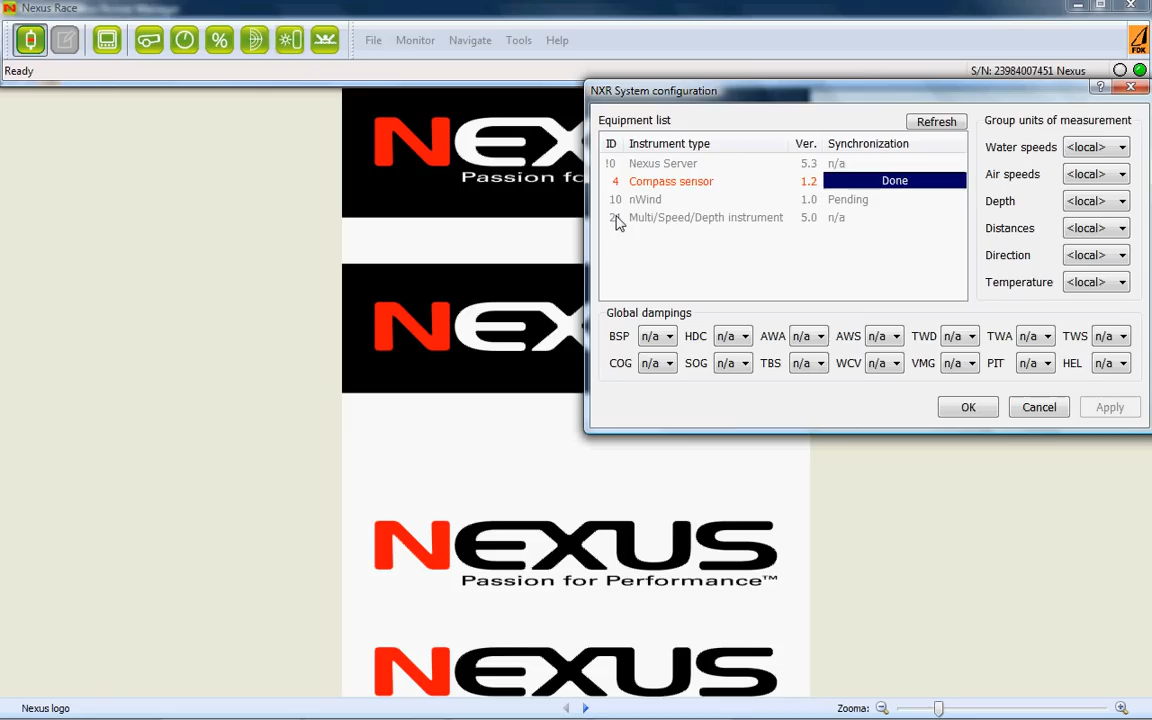 Nexus Race
File Monitor Navigate Tools Help
Ready
S/N: 23984007451 Nexus
NXR System configuration
Equipment list
Refresh
Group units of measurement
ID Instrument type Ver. Synchronization
!0 Nexus Server 5.3 n/a
4 Compass sensor 1.2 Done
10 nWind 1.0 Pending
Multi/Speed/Depth instrument 5.0 n/a
Water speeds <local>
Air speeds <local>
Depth <local>
Distances <local>
Direction <local>
Temperature <local>
Global dampings
BSP n/a HDC n/a AWA n/a AWS n/a TWD n/a TWA n/a TWS n/a
COG n/a SOG n/a TBS n/a WCV n/a VMG n/a PIT n/a HEL n/a
OK Cancel Apply
NEX
Passion fo
NEX
NEXUS
Passion for Performance™
NEXUS
Nexus logo
Zooma:
FDX